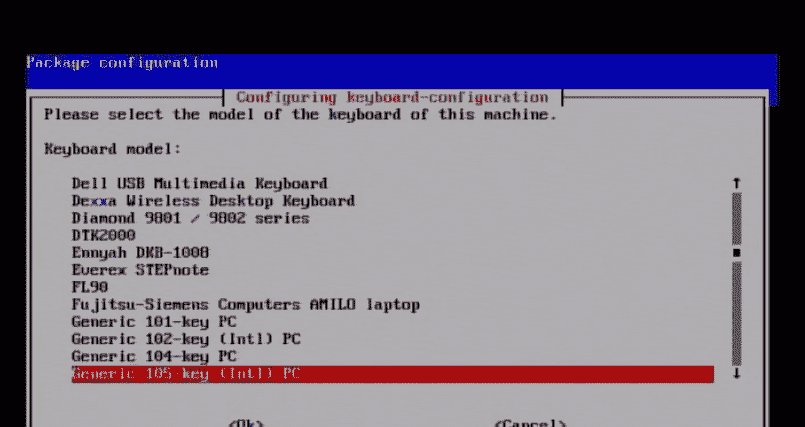 Package configuration
Configuring keyboard-configuration
Please select the model of the keyboard of this machine.
Keyboard model:
Dell USB Multimedia Keyboard
Dexxa Wireless Desktop Keyboard
Diamond 9801 / 9802 series
DTK2000
Ennyah DKB-1008
Everex STEPnote
FL90
Fujitsu-Siemens Computers AMILO laptop
Generic 101-key PC
Generic 102-key (Intl) PC
Generic 104-key PC
Generic 105-key (Intl) PC
<Ok> <Cancel>